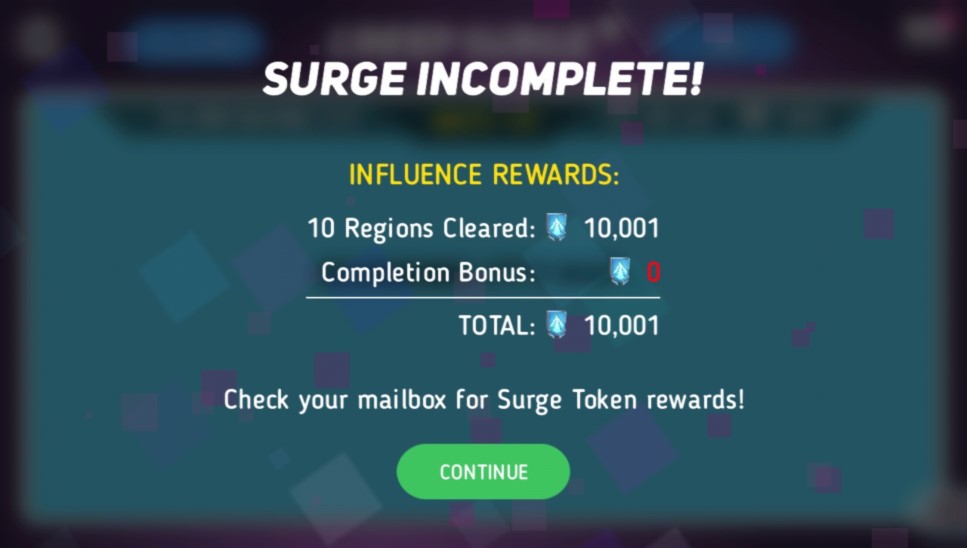 SURGE INCOMPLETE!
INFLUENCE REWARDS:
10 Regions Cleared: 10,001
Completion Bonus: 0
TOTAL: 10,001
Check your mailbox for Surge Token rewards!
CONTINUE